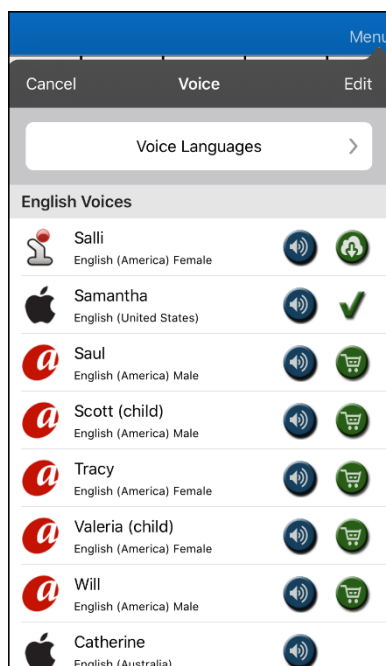 Menu
Cancel Voice Edit
Voice Languages
English Voices
Salli
English (America) Female
Samantha
English (United States)
a Saul
English (America) Male
a Scott (child)
English (America) Male
a Tracy
English (America) Female
a Valeria (child)
English (America) Female
a Will
English (America) Male
Catherine
English (Australia)